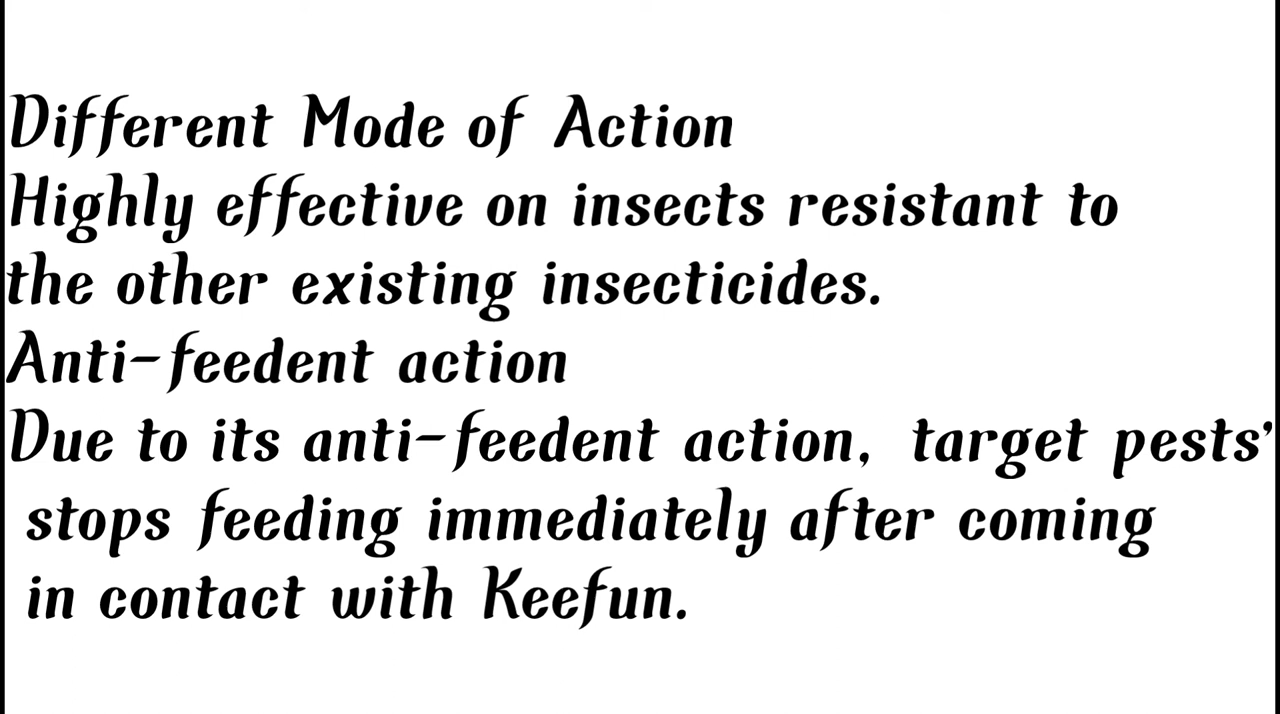 Different Mode of Action
Highly effective on insects resistant to
the other existing insecticides.
Anti-feedent action
Due to its anti-feedent action, target pests'
stops feeding immediately after coming
in contact with Keefun.